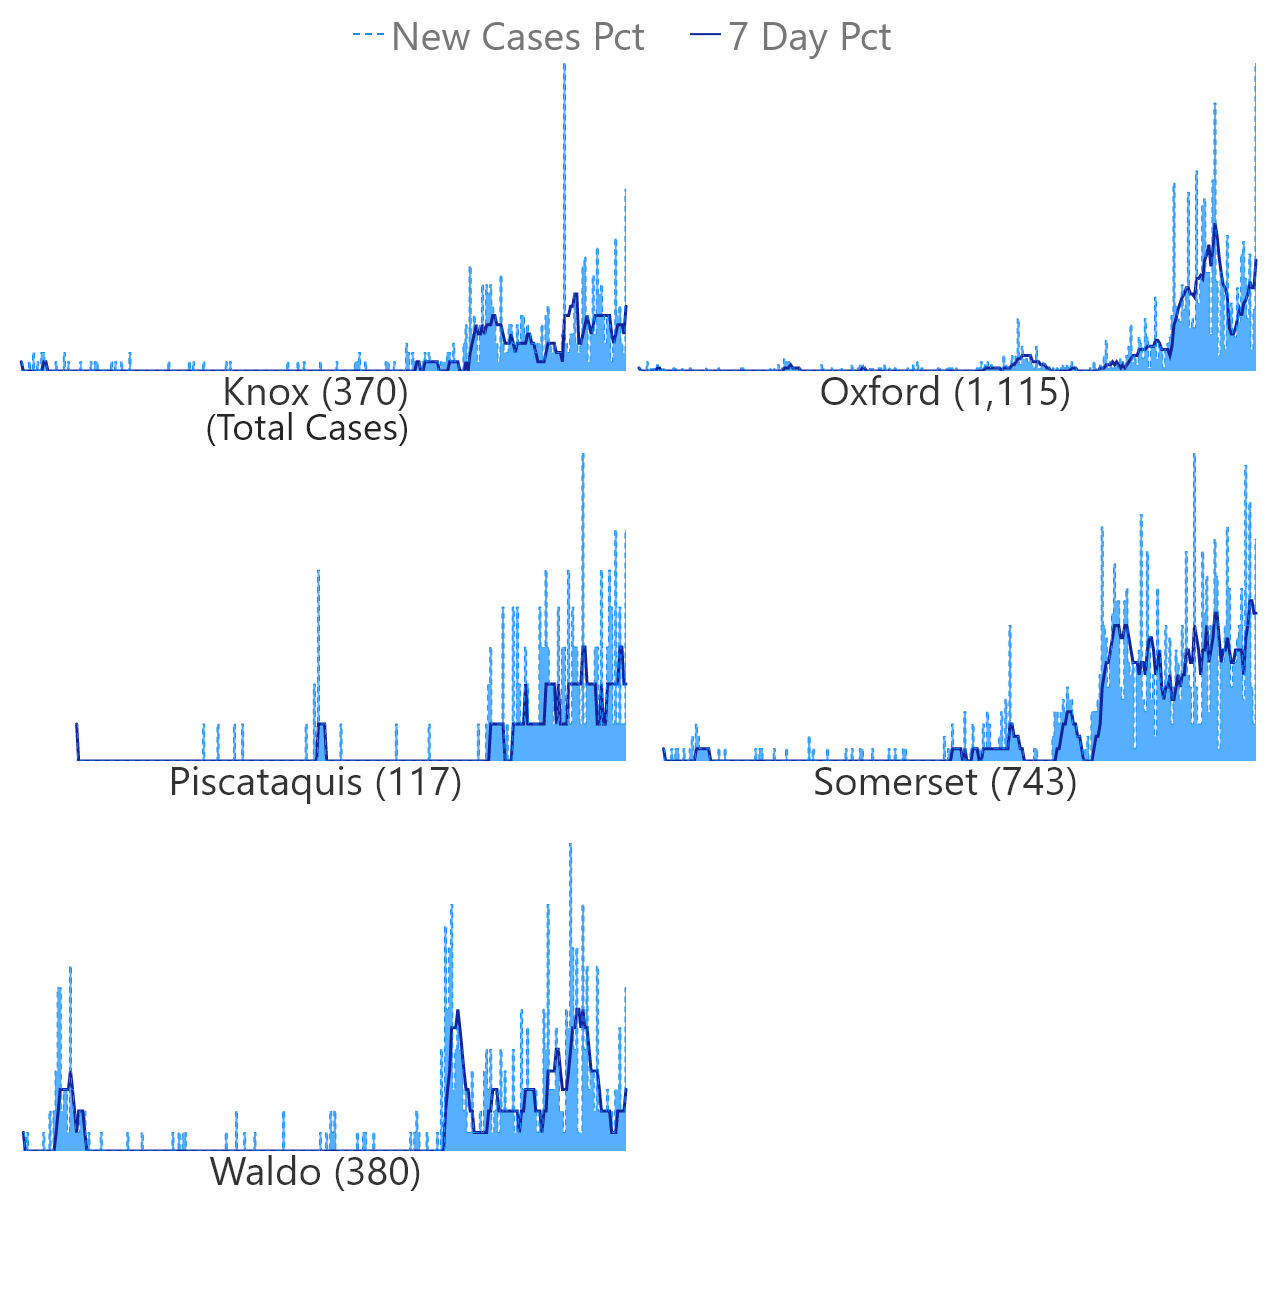 New Cases Pct 7 Day Pct
Knox (370)
(Total Cases)
Oxford (1,115)
Piscataquis (117)
Somerset (743)
Waldo (380)